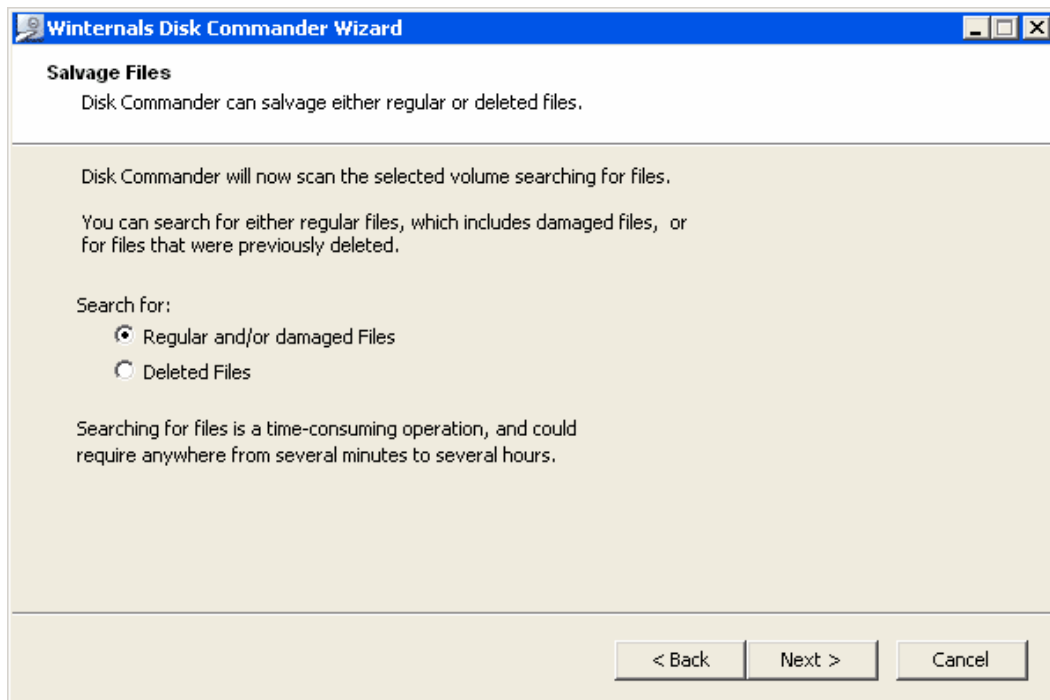 Winternals Disk Commander Wizard
Salvage Files
Disk Commander can salvage either regular or deleted files.
Disk Commander will now scan the selected volume searching for files.
You can search for either regular files, which includes damaged files,  or
for files that were previously deleted.
Search for:
Regular and/or damaged Files
Deleted Files
Searching for files is a time-consuming operation, and could
require anywhere from several minutes to several hours.
< Back
Next >
Cancel